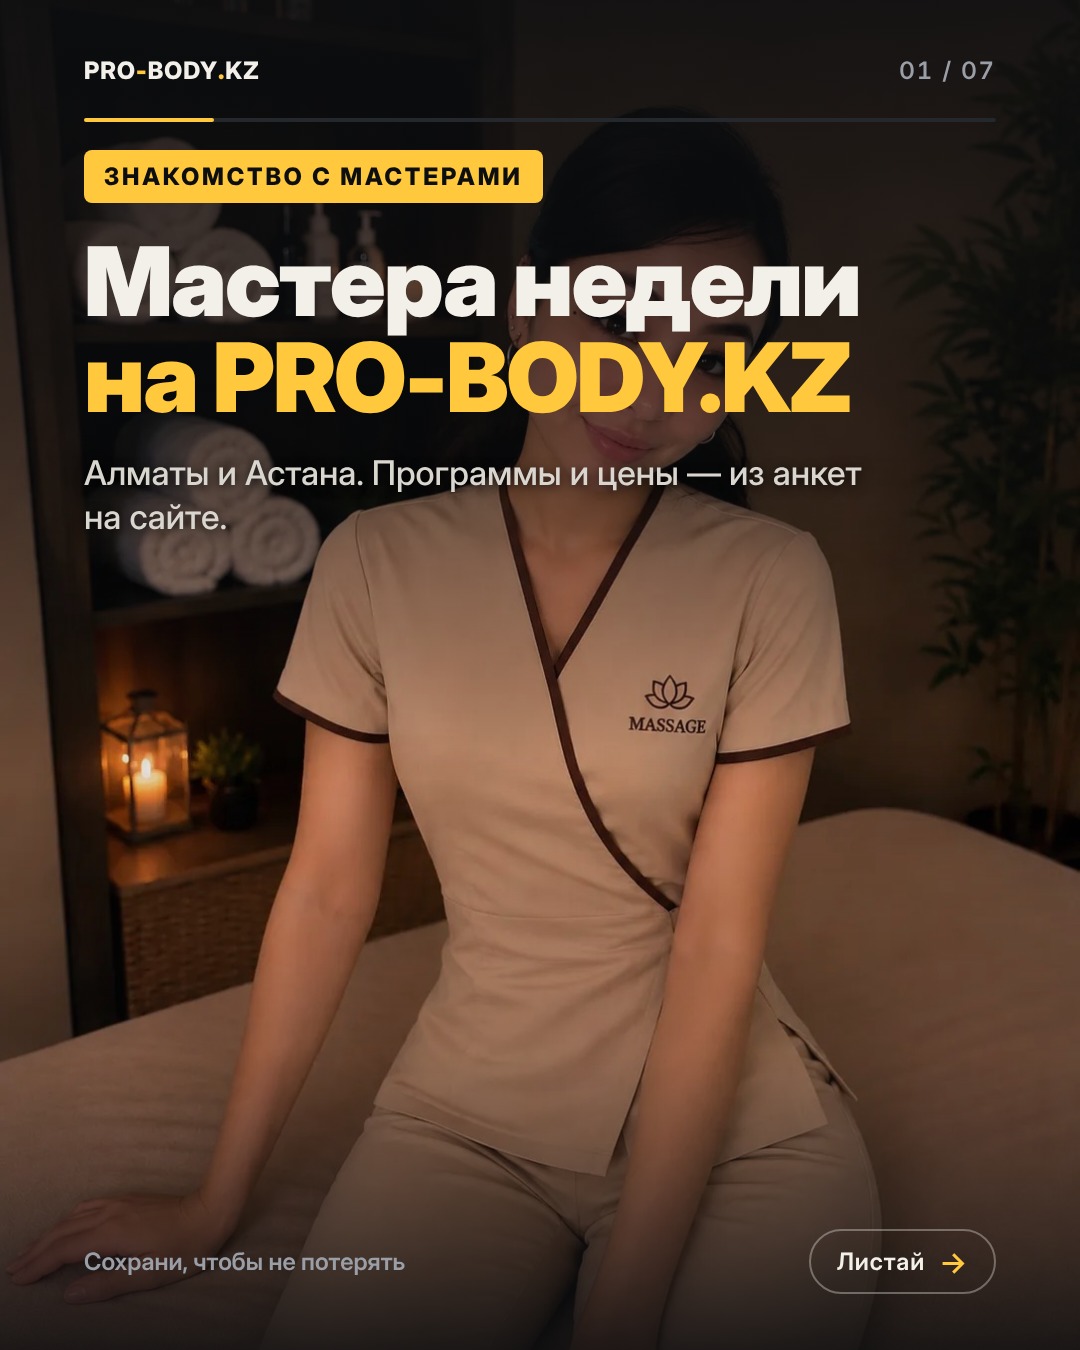 PRO-BODY.KZ
01 / 07
ЗНАКОМСТВО С МАСТЕРАМИ
Мастера недели
на PRO-BODY.KZ
Алматы и Астана. Программы и цены — из анкет
на сайте.
MASSAGE
Сохрани, чтобы не потерять
Листай →